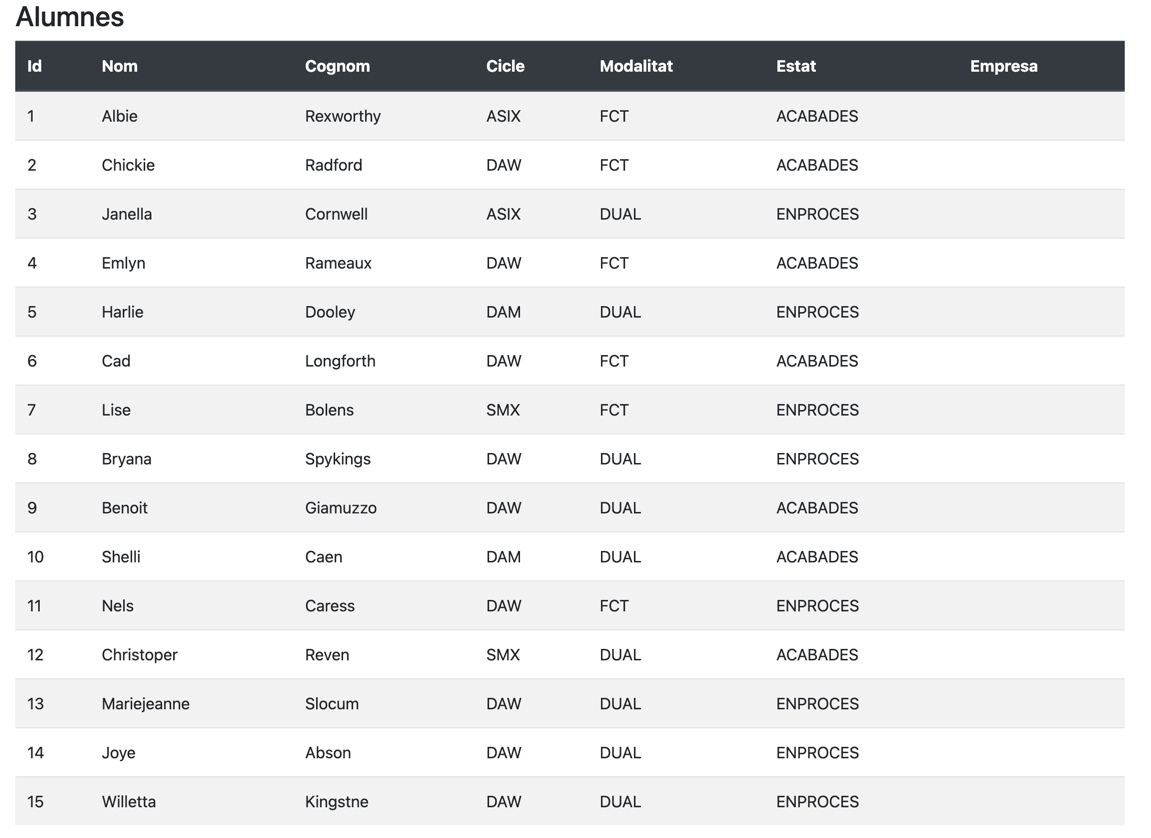 Alumnes
Id Nom Cognom Cicle Modalitat Estat Empresa
1 Albie Rexworthy ASIX FCT ACABADES
2 Chickie Radford DAW FCT ACABADES
3 Janella Cornwell ASIX DUAL ENPROCES
4 Emlyn Rameaux DAW FCT ACABADES
5 Harlie Dooley DAM DUAL ENPROCES
6 Cad Longforth DAW FCT ACABADES
7 Lise Bolens SMX FCT ENPROCES
8 Bryana Spykings DAW DUAL ENPROCES
9 Benoit Giamuzzo DAW DUAL ACABADES
10 Shelli Caen DAM DUAL ACABADES
11 Nels Caress DAW FCT ENPROCES
12 Christoper Reven SMX DUAL ACABADES
13 Mariejeanne Slocum DAW DUAL ENPROCES
14 Joye Abson DAW DUAL ENPROCES
15 Willetta Kingstne DAW DUAL ENPROCES